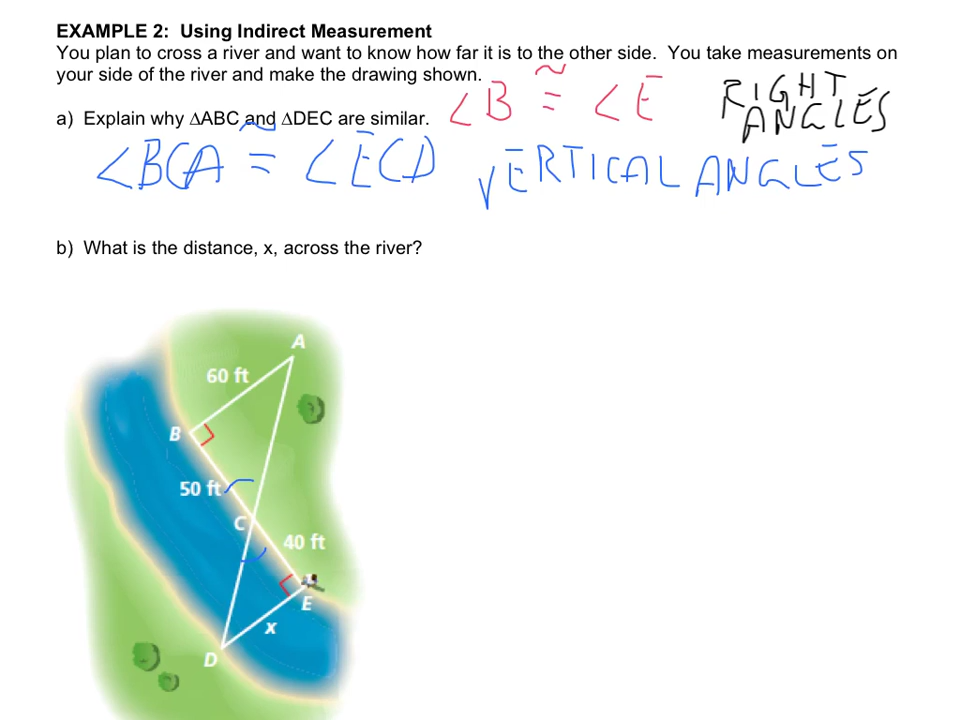 EXAMPLE 2: Using Indirect Measurement
You plan to cross a river and want to know how far it is to the other side. You take measurements on
your side of the river and make the drawing shown.
∠B ≅ ∠E RIGHT ANGLES
a) Explain why ΔABC and ΔDEC are similar.
∠BCA ≅ ∠ECD VERTICAL ANGLES
b) What is the distance, x, across the river?
A
60 ft
B
50 ft
C
40 ft
E
x
D